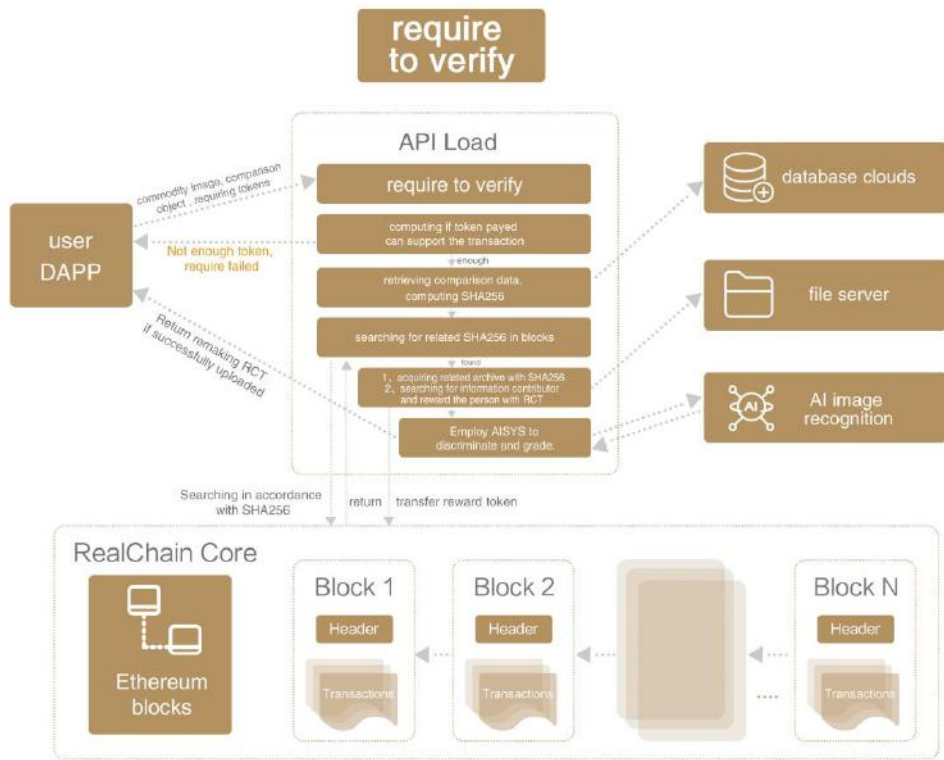 require
to verify
API Load
require to verify
commodify image, comparison
object , requiring tokens
user
DAPP
Not enough token,
require failed
computing if token payed
can support the transaction
enough
retrieving comparison data,
computing SHA256
searching for related SHA256 in blocks
found
1、acquiring related archive with SHA256
2、searching for information contributor
and reward the person with RCT
Employ AISYS to
discriminate and grade.
Return remaking RCT
if successfully uploaded
database clouds
file server
AI
AI image
recognition
Searching in accordance
with SHA256
return
transfer reward token
RealChain Core
Ethereum
blocks
Block 1
Header
Transactions
Block 2
Header
Transactions
....
Block N
Header
Transactions